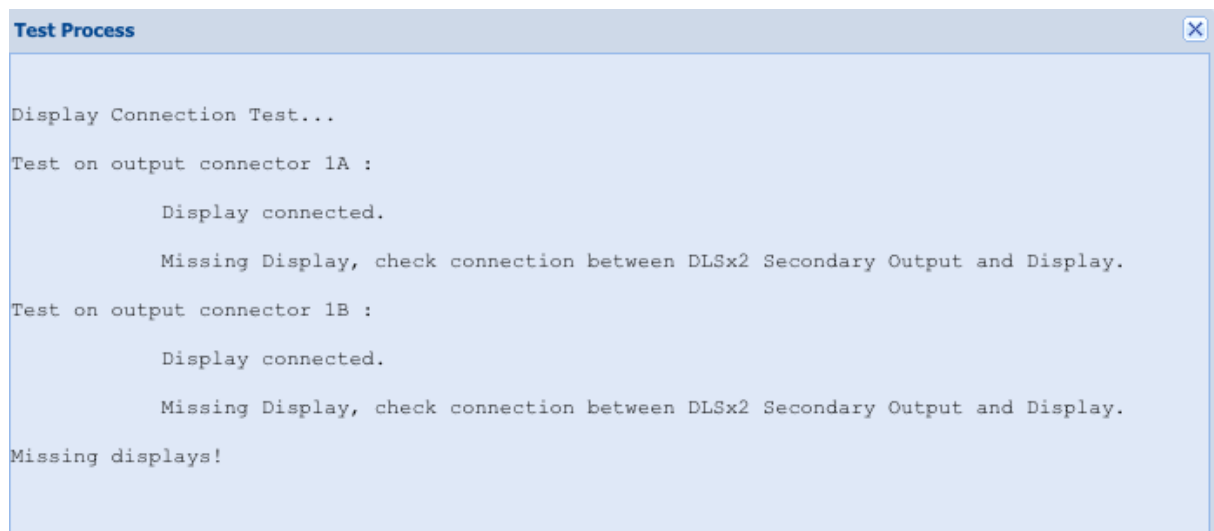 Test Process
Display Connection Test...
Test on output connector 1A :
Display connected.
Missing Display, check connection between DLSx2 Secondary Output and Display.
Test on output connector 1B :
Display connected.
Missing Display, check connection between DLSx2 Secondary Output and Display.
Missing displays!